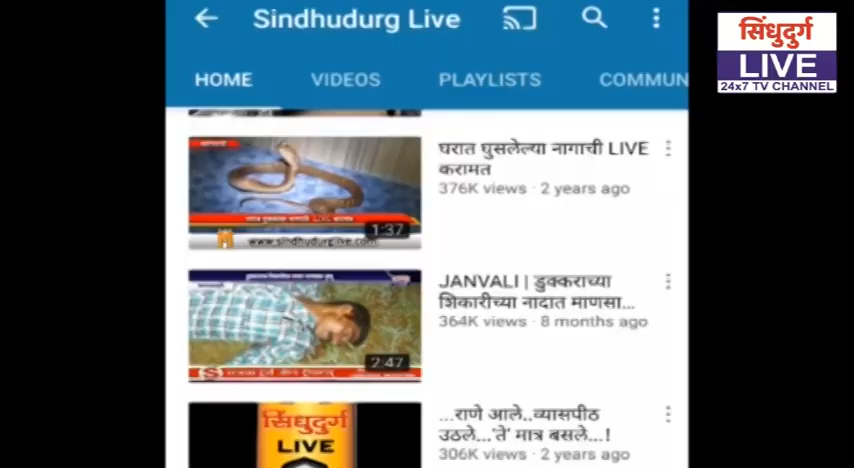 Sindhudurg Live
सिंधुदुर्ग
LIVE
24x7 TV CHANNEL
HOME
VIDEOS
PLAYLISTS
COMMUN
घरात घुसलेल्या नागाची LIVE
करामत
376K views · 2 years ago
1:37
www.sindhudurglive.com
JANVALI | डुक्कराच्या
शिकारीच्या नादात माणसा...
364K views · 8 months ago
2:47
सिंधुदुर्ग
LIVE
...राणे आले..व्यासपीठ
उठले...'ते' मात्र बसले...!
306K views · 2 years ago